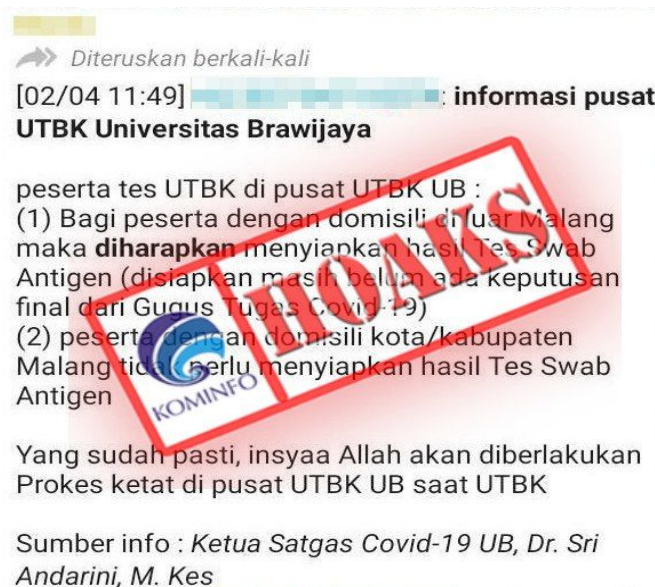 Diteruskan berkali-kali
[02/04 11:49] : informasi pusat
UTBK Universitas Brawijaya
peserta tes UTBK di pusat UTBK UB :
(1) Bagi peserta dengan domisili diluar Malang
maka diharapkan menyiapkan hasil Tes Swab
Antigen (disiapkan masih belum ada keputusan
final dari Gugus Tugas Covid-19)
(2) peserta dengan domisili kota/kabupaten
Malang tidak perlu menyiapkan hasil Tes Swab
Antigen
HOAKS
KOMINFO
Yang sudah pasti, insyaa Allah akan diberlakukan
Prokes ketat di pusat UTBK UB saat UTBK
Sumber info : Ketua Satgas Covid-19 UB, Dr. Sri
Andarini, M. Kes